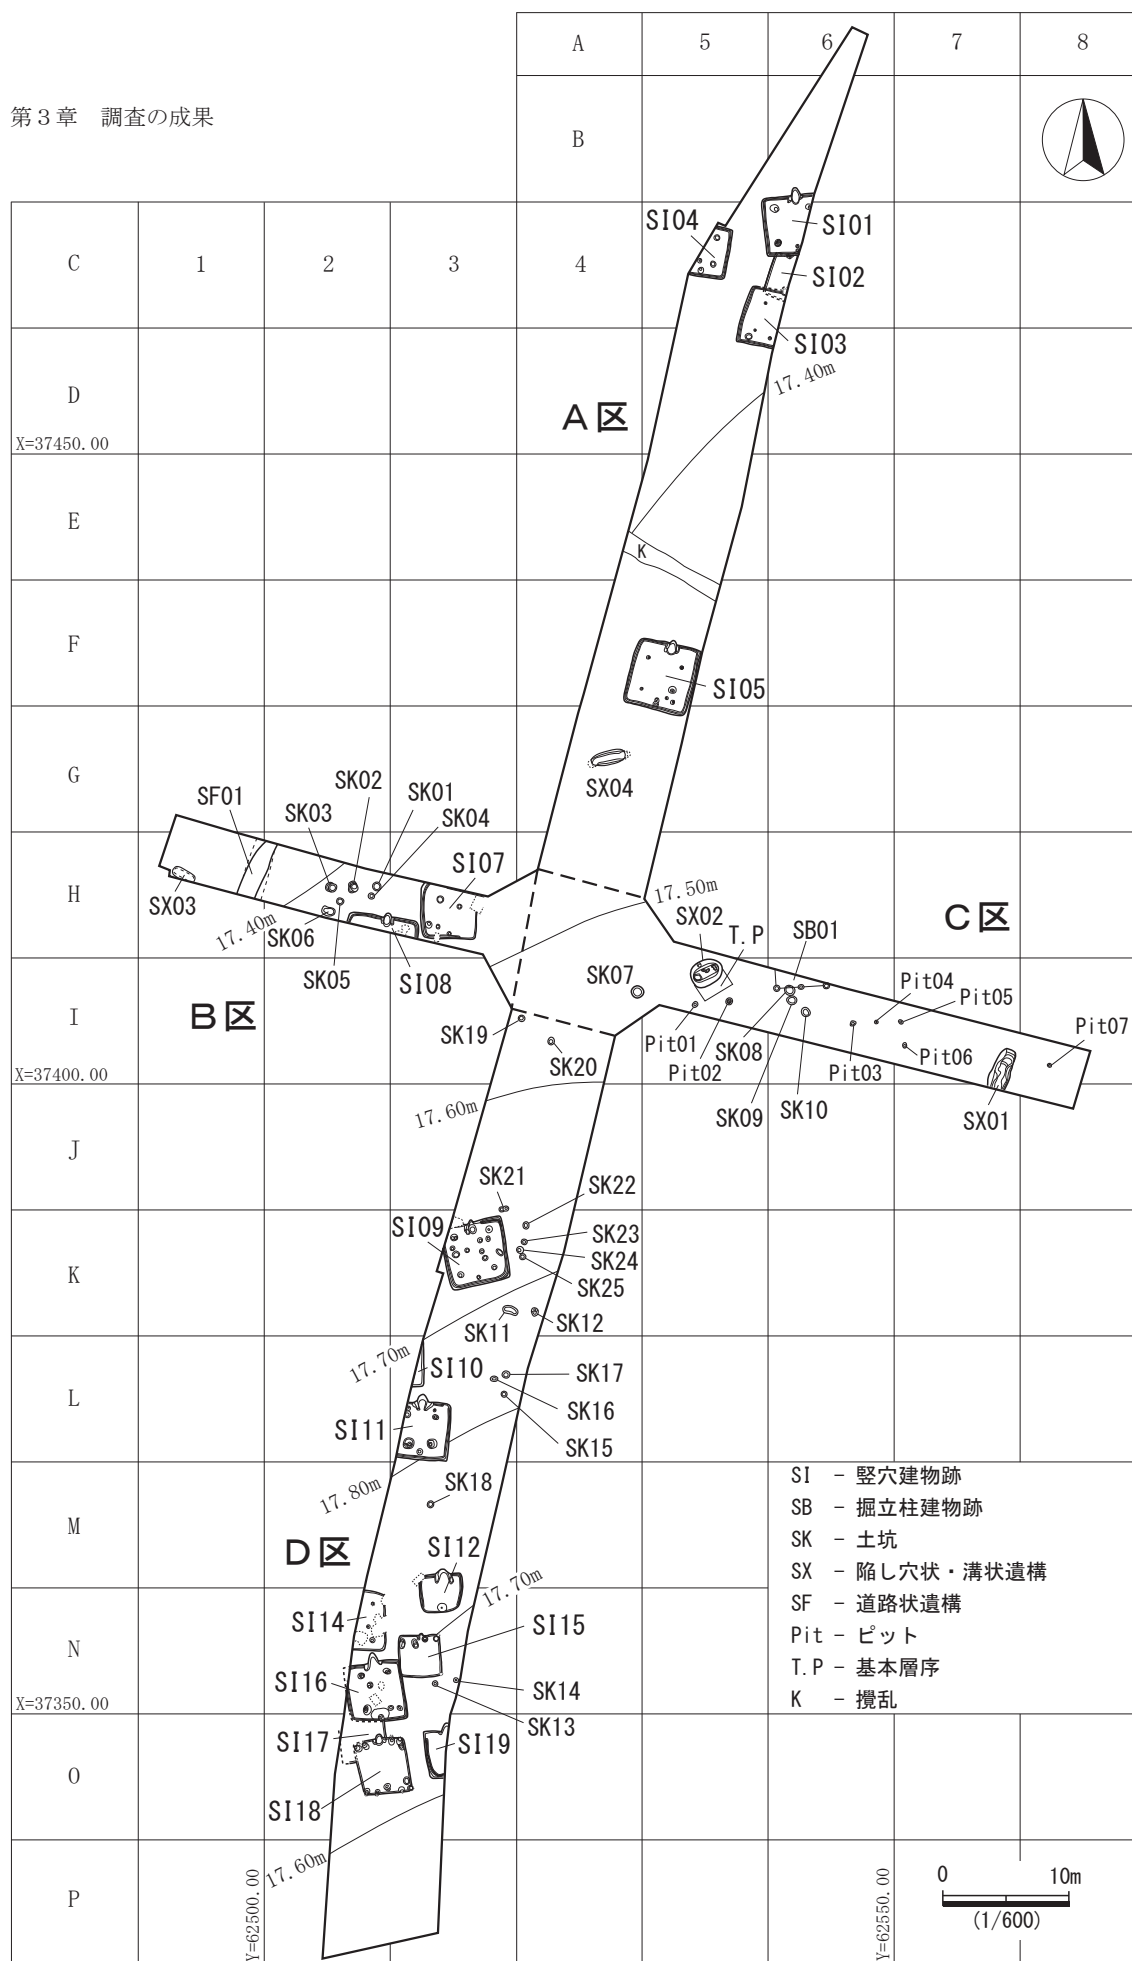 第３章　調査の成果
A 5 6 7 8
B
C 1 2 3 4
D
E
F
G
H
I
J
K
L
M
N
O
P
X=37450.00
X=37400.00
X=37350.00
Y=62500.00
Y=62550.00
A区
B区
C区
D区
SI04
SI01
SI02
SI03
17.40m
K
SI05
SX04
SF01
SK03
SK02
SK01
SK04
SI07
SX03
17.40m
SK06
SK05
SI08
17.50m
SX02
T.P
SB01
SK07
Pit04
Pit05
Pit07
Pit01
Pit02
SK08
Pit03
Pit06
SK09
SK10
SX01
SK19
SK20
17.60m
SK21
SK22
SI09
SK23
SK24
SK25
SK11
SK12
17.70m
SI10
SK17
SK16
SI11
SK15
17.80m
SK18
SI12
17.70m
SI14
SI15
SI16
SK14
SK13
SI17
SI19
SI18
17.60m
SI － 竪穴建物跡
SB － 掘立柱建物跡
SK － 土坑
SX － 陥し穴状・溝状遺構
SF － 道路状遺構
Pit － ピット
T.P － 基本層序
K － 攪乱
0 10m
(1/600)